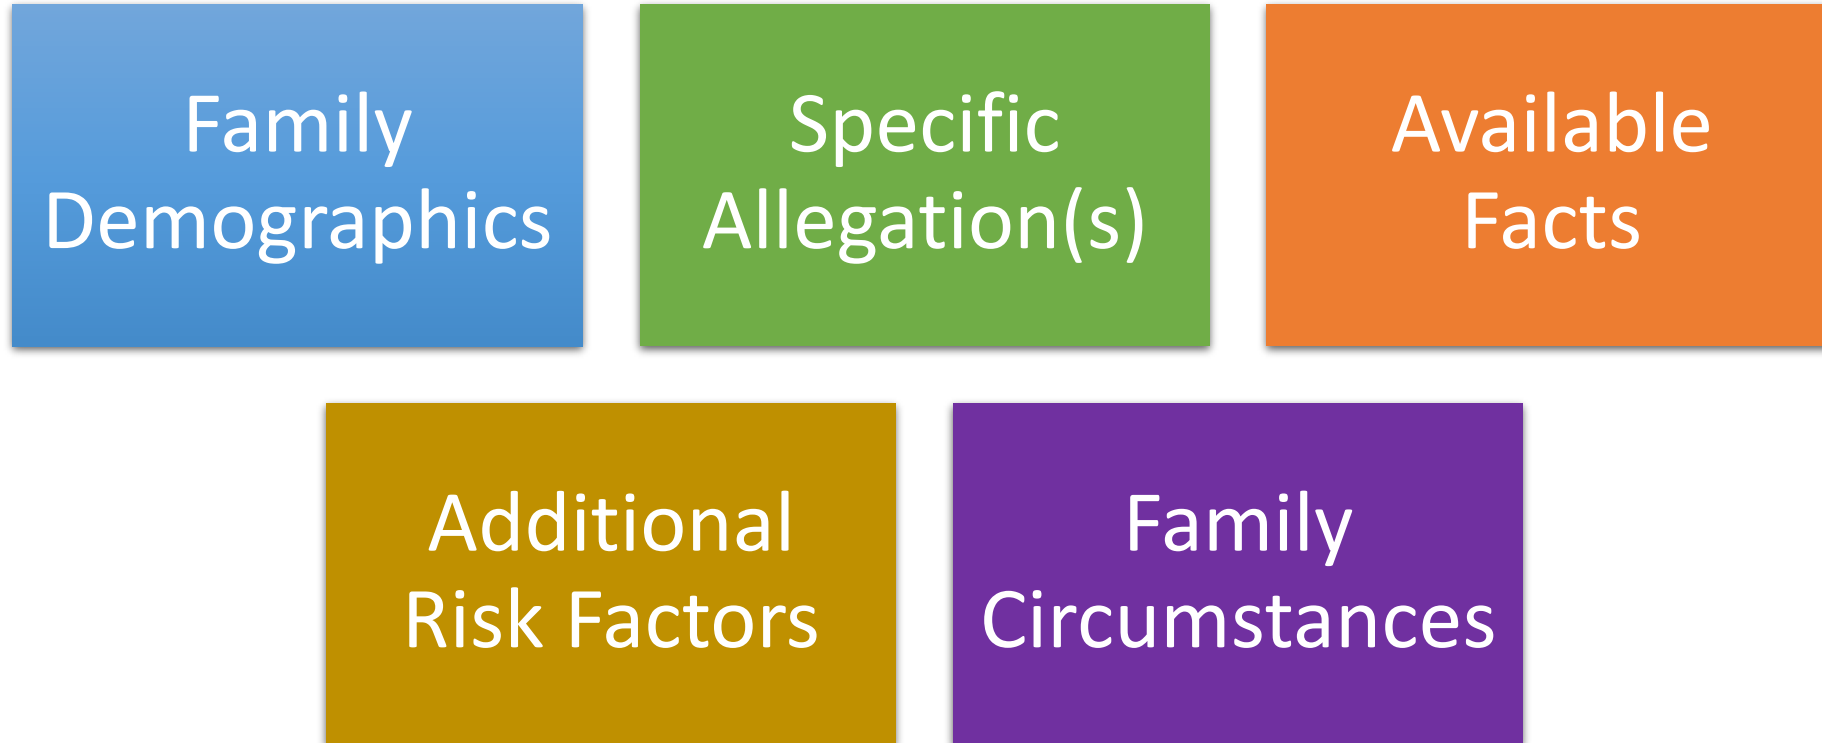 Family
Demographics
Specific
Allegation(s)
Available
Facts
Additional
Risk Factors
Family
Circumstances